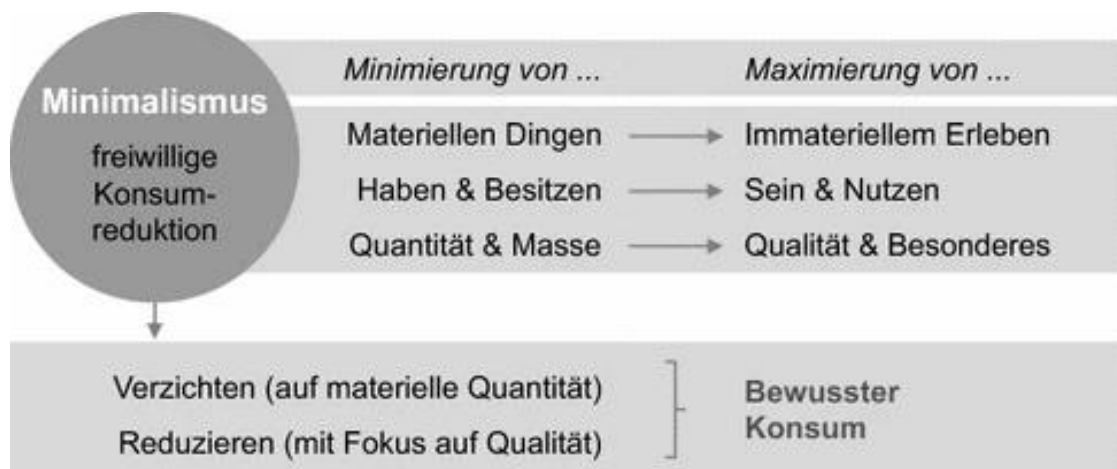 Minimalismus
freiwillige
Konsum-
reduktion
Minimierung von ... Maximierung von ...
Materiellen Dingen Immateriellem Erleben
Haben & Besitzen Sein & Nutzen
Quantität & Masse Qualität & Besonderes
Verzichten (auf materielle Quantität)
Reduzieren (mit Fokus auf Qualität)
Bewusster
Konsum